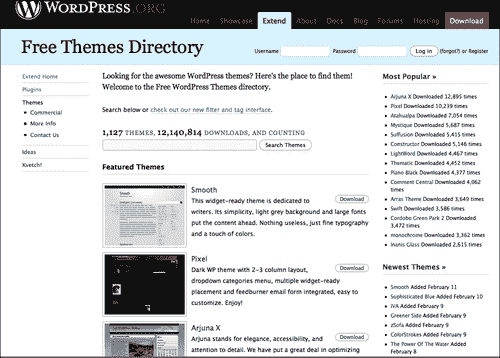 WORDPRESS.ORG
Home Showcase Extend About Docs Blog Forums Hosting Download
Free Themes Directory
Username Password Log in (forgot?) or Register
Extend Home
Plugins
Themes
Commercial
More Info
Contact Us
Ideas
Kvetch!
Looking for the awesome WordPress themes? Here's the place to find them!
Welcome to the Free WordPress Themes directory.
Search below or check out our new filter and tag interface.
1,127 THEMES, 12,140,814 DOWNLOADS, AND COUNTING
Search Themes
Featured Themes
Smooth
Download
This widget-ready theme is dedicated to
writers. Its simplicity, light grey background and large fonts
put the content ahead. Nothing useless, just fine typography
and a touch of colors.
Pixel
Download
Dark WP theme with 2-3 column layout,
dropdown categories menu, multiple widget-ready
placement and feedburner email form integrated, easy to
customize. Enjoy!
Arjuna X
Download
Arjuna stands for elegance, accessibility, and
attention to detail. We have put a great deal in optimizing
Most Popular »
Arjuna X Downloaded 12,895 times
Pixel Downloaded 10,239 times
Atahualpa Downloaded 7,054 times
Mystique Downloaded 5,687 times
Suffusion Downloaded 5,415 times
Constructor Downloaded 5,146 times
LightWord Downloaded 4,467 times
Thematic Downloaded 4,452 times
Piano Black Downloaded 4,377 times
Comment Central Downloaded 4,062
times
Arras Theme Downloaded 3,649 times
Swift Downloaded 3,586 times
Cordobo Green Park 2 Downloaded
3,472 times
monochrome Downloaded 3,362 times
Inanis Glass Downloaded 2,615 times
Newest Themes »
Smooth Added February 11
Sophisticated Blue Added February 10
IVA Added February 9
Greener Side Added February 9
zSofa Added February 9
ColorStrokes Added February 9
The Power Of The Water Added
February 8